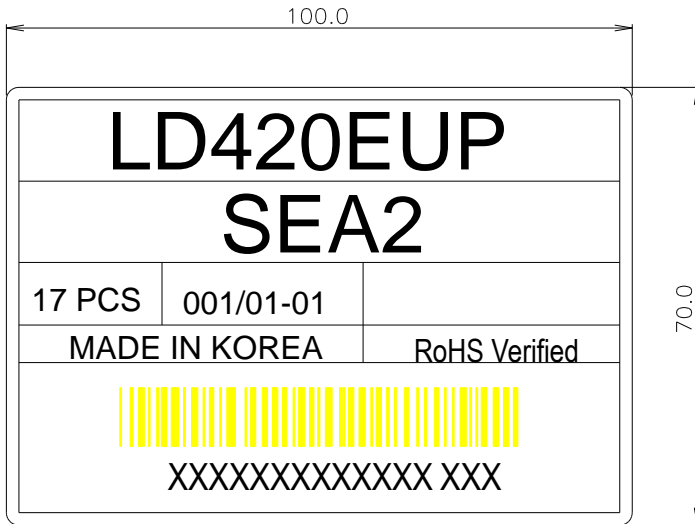 100.0
LD420EUP
SEA2
17 PCS 001/01-01
MADE IN KOREA RoHS Verified
XXXXXXXXXXXXX XXX
70.0